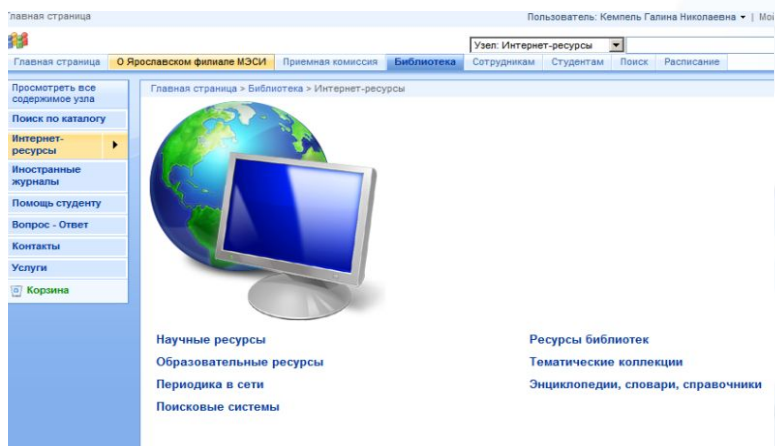 Главная страница
Пользователь: Кемпель Галина Николаевна
Узел: Интернет-ресурсы
Главная страница О Ярославском филиале МЭСИ Приемная комиссия Библиотека Сотрудникам Студентам Поиск Расписание
Просмотреть все
содержимое узла
Поиск по каталогу
Интернет-
ресурсы
Иностранные
журналы
Помощь студенту
Вопрос - Ответ
Контакты
Услуги
Корзина
Главная страница > Библиотека > Интернет-ресурсы
Научные ресурсы
Образовательные ресурсы
Периодика в сети
Поисковые системы
Ресурсы библиотек
Тематические коллекции
Энциклопедии, словари, справочники